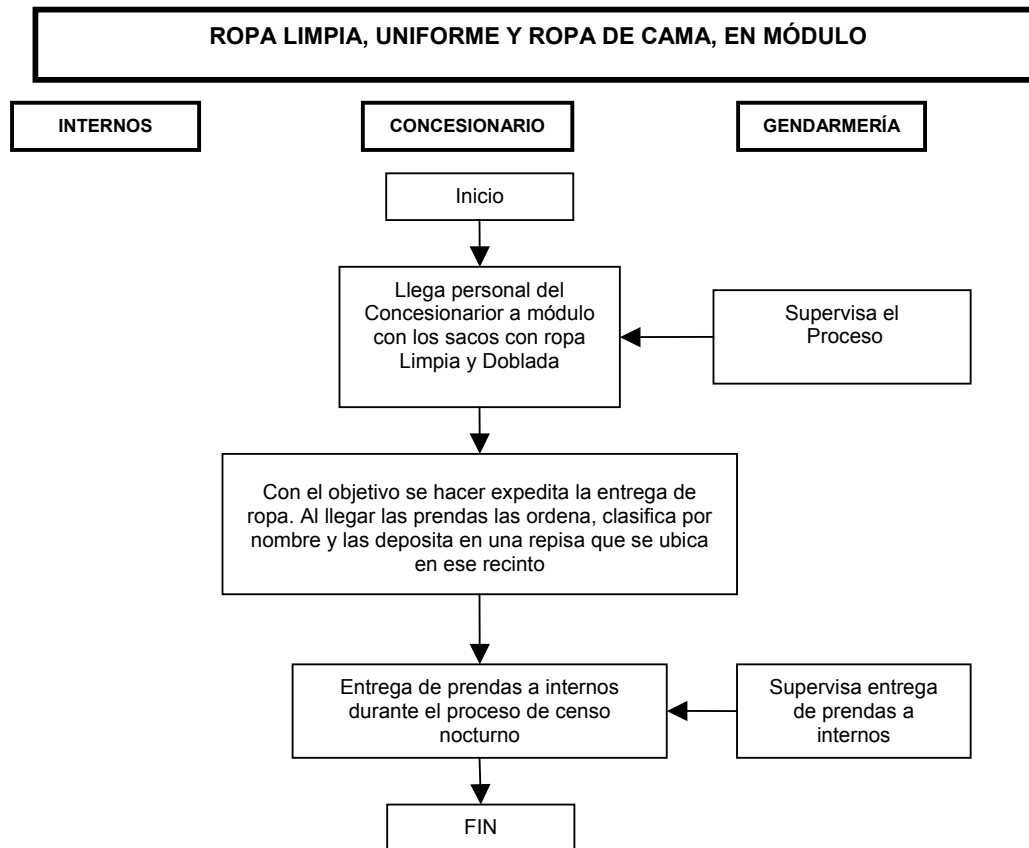 ROPA LIMPIA, UNIFORME Y ROPA DE CAMA, EN MÓDULO
INTERNOS
CONCESIONARIO
GENDARMERÍA
Inicio
Llega personal del
Concesionarior a módulo
con los sacos con ropa
Limpia y Doblada
Supervisa el
Proceso
Con el objetivo se hacer expedita la entrega de
ropa. Al llegar las prendas las ordena, clasifica por
nombre y las deposita en una repisa que se ubica
en ese recinto
Entrega de prendas a internos
durante el proceso de censo
nocturno
Supervisa entrega
de prendas a
internos
FIN